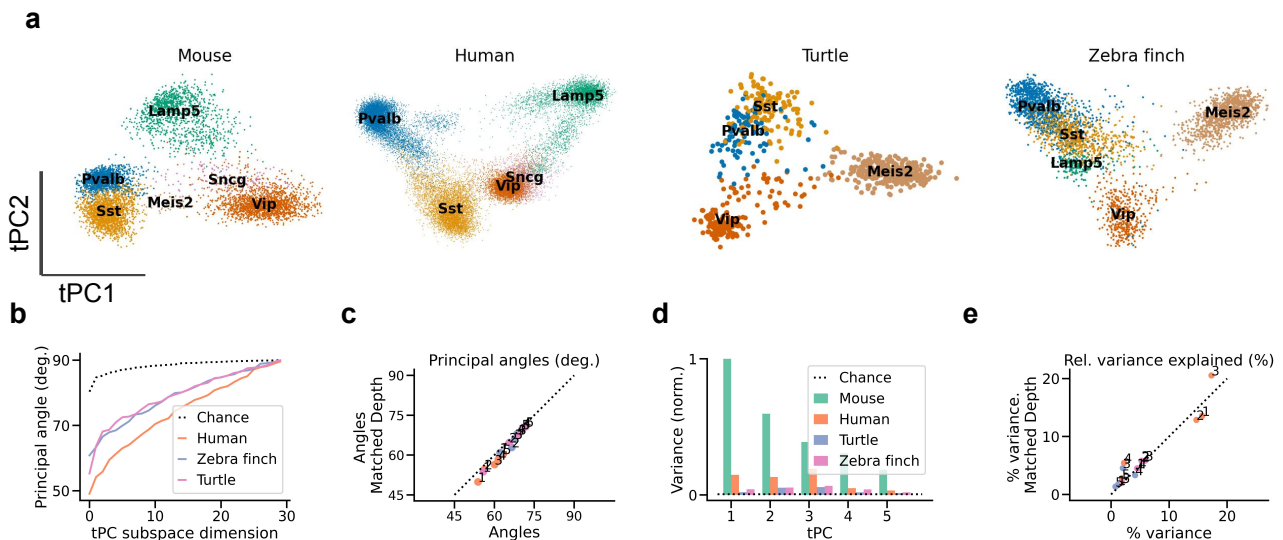 a
Mouse
Human
Turtle
Zebra finch
Lamp5
Pvalb
Sst
Meis2
Sncg
Vip
Pvalb
Lamp5
Sncg
Vip
Sst
Sst
Pvalb
Meis2
Vip
Pvalb
Sst
Lamp5
Meis2
Vip
tPC2
tPC1
b
Principal angle (deg.)
90
70
50
0
10
20
30
tPC subspace dimension
Chance
Human
Zebra finch
Turtle
c
Principal angles (deg.)
Angles
Matched Depth
90
75
60
45
45
60
75
90
Angles
d
Variance (norm.)
1
0
1
2
3
4
5
tPC
Chance
Mouse
Human
Turtle
Zebra finch
e
Rel. variance explained (%)
% variance.
Matched Depth
20
10
0
0
10
20
% variance
3
1
2
4